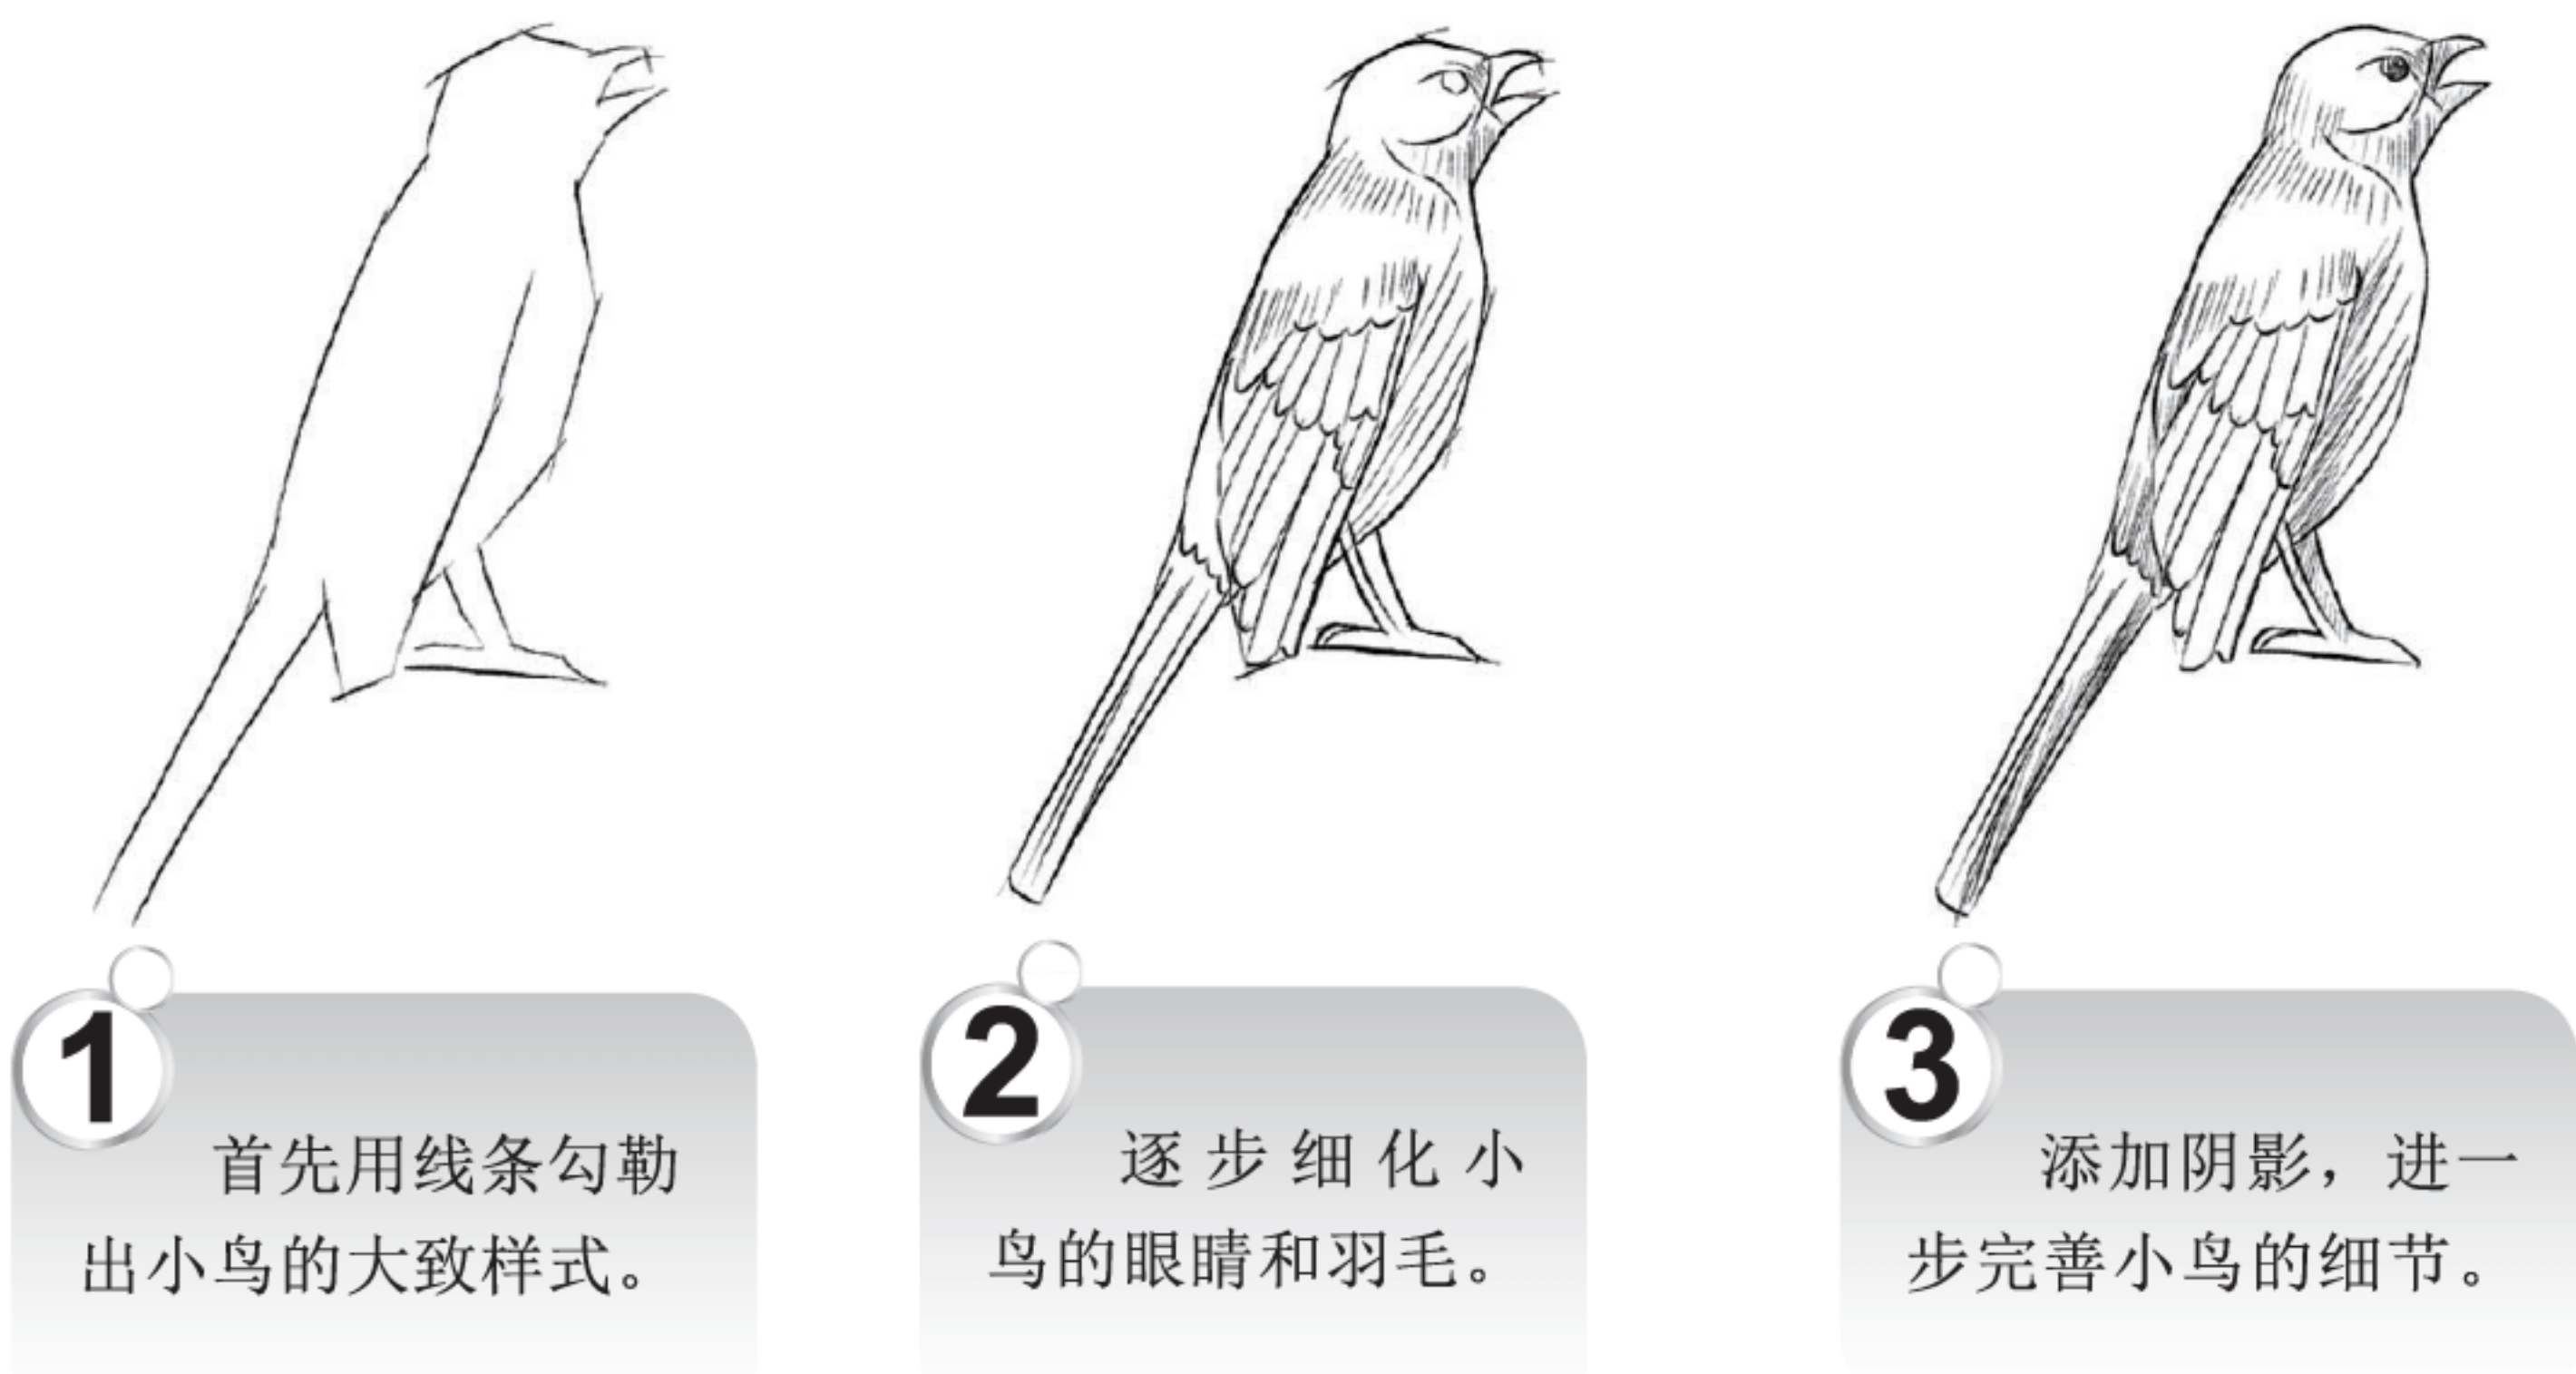 1
首先用线条勾勒
出小鸟的大致样式。
2
逐步细化小
鸟的眼睛和羽毛。
3
添加阴影，进一
步完善小鸟的细节。